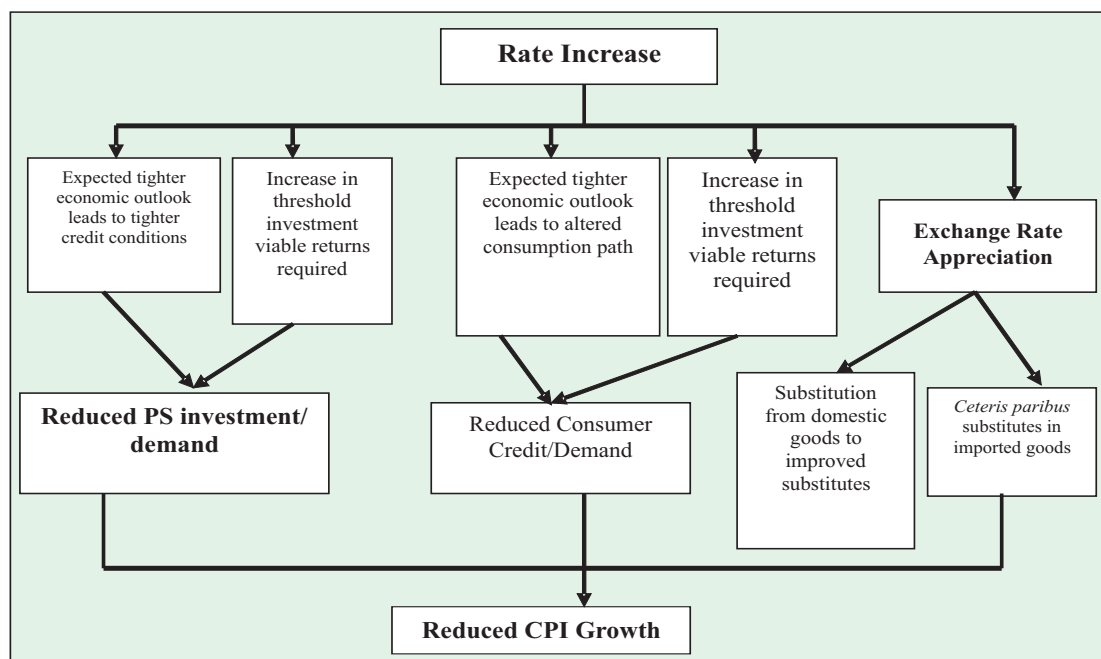 Rate Increase
Expected tighter
economic outlook
leads to tighter
credit conditions
Increase in
threshold
investment
viable returns
required
Expected tighter
economic outlook
leads to altered
consumption path
Increase in
threshold
investment
viable returns
required
Exchange Rate
Appreciation
Reduced PS investment/
demand
Reduced Consumer
Credit/Demand
Substitution
from domestic
goods to
improved
substitutes
Ceteris paribus
substitutes in
imported goods
Reduced CPI Growth